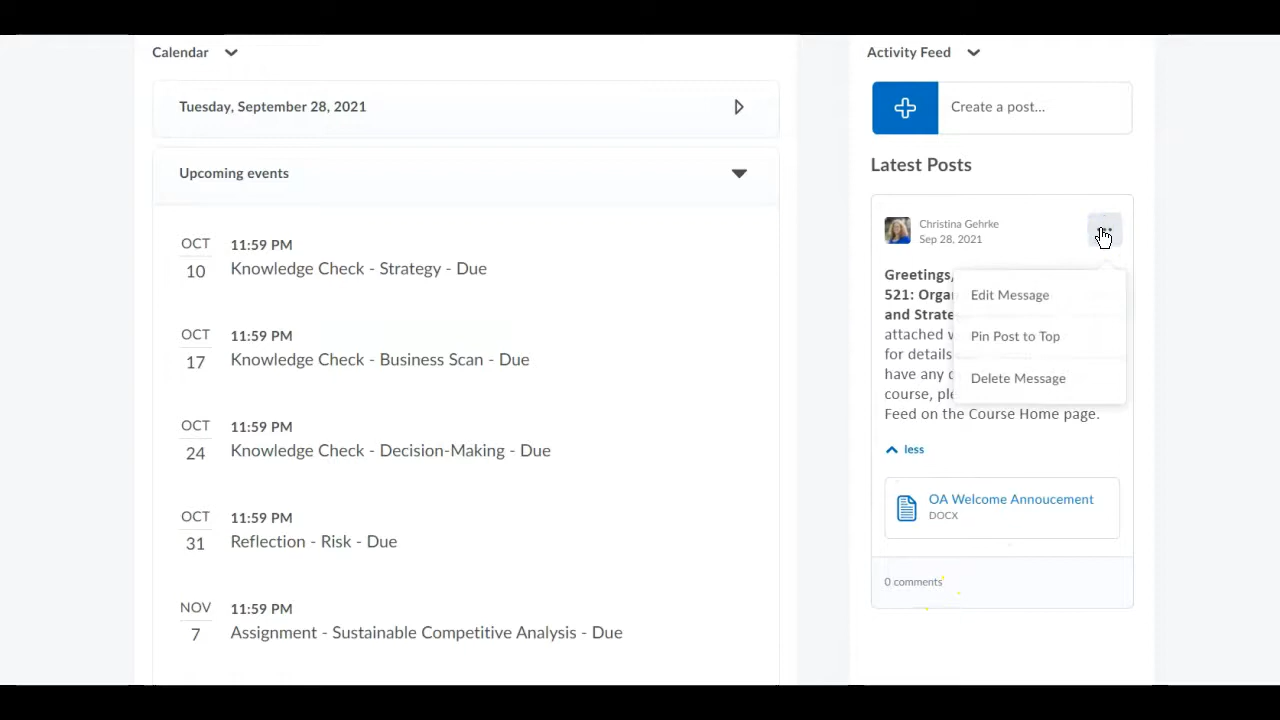 Calendar
Tuesday, September 28, 2021
Upcoming events
OCT
10
11:59 PM
Knowledge Check - Strategy - Due
OCT
17
11:59 PM
Knowledge Check - Business Scan - Due
OCT
24
11:59 PM
Knowledge Check - Decision-Making - Due
OCT
31
11:59 PM
Reflection - Risk - Due
NOV
7
11:59 PM
Assignment - Sustainable Competitive Analysis - Due
Activity Feed
Create a post...
Latest Posts
Christina Gehrke
Sep 28, 2021
Greetings,
521:
and
attached
for details
have any
course,
Feed on the Course Home page.
Edit Message
Pin Post to Top
Delete Message
less
OA Welcome Annoucement
DOCX
0 comments